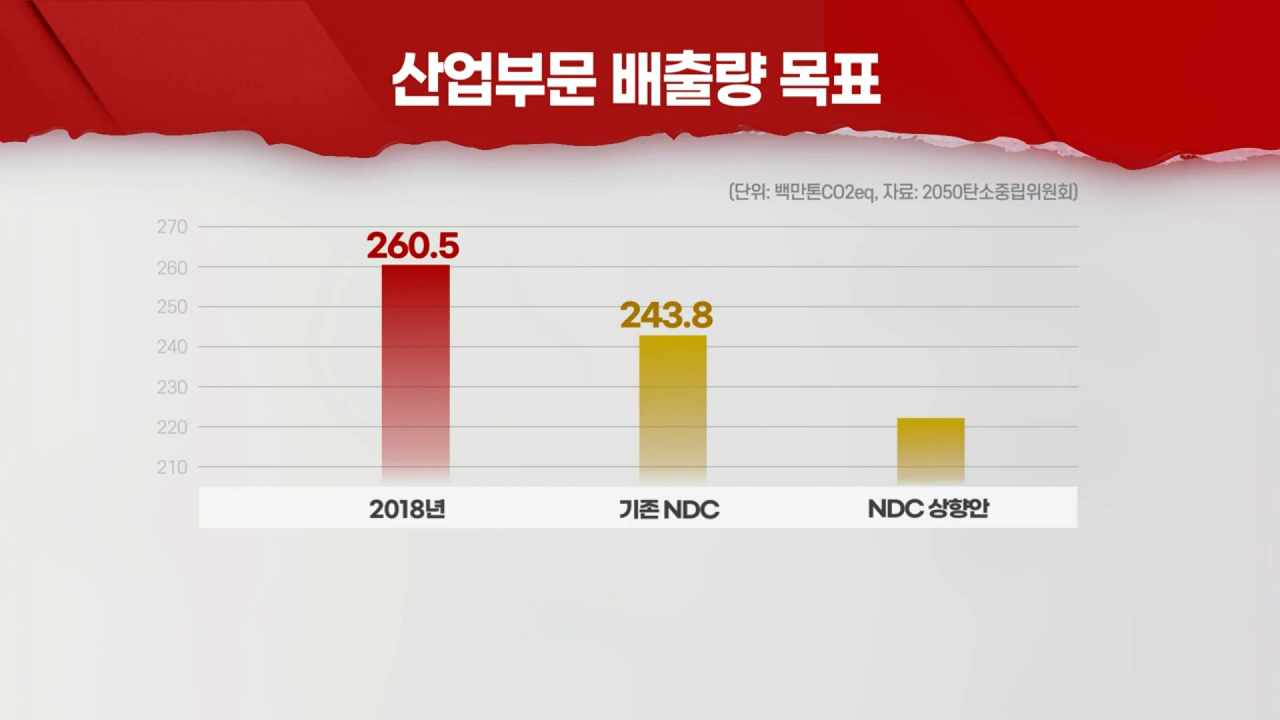 산업부문 배출량 목표
(단위: 백만톤CO2eq, 자료: 2050탄소중립위원회)
270
260
250
240
230
220
210
260.5
243.8
2018년
기존 NDC
NDC 상향안